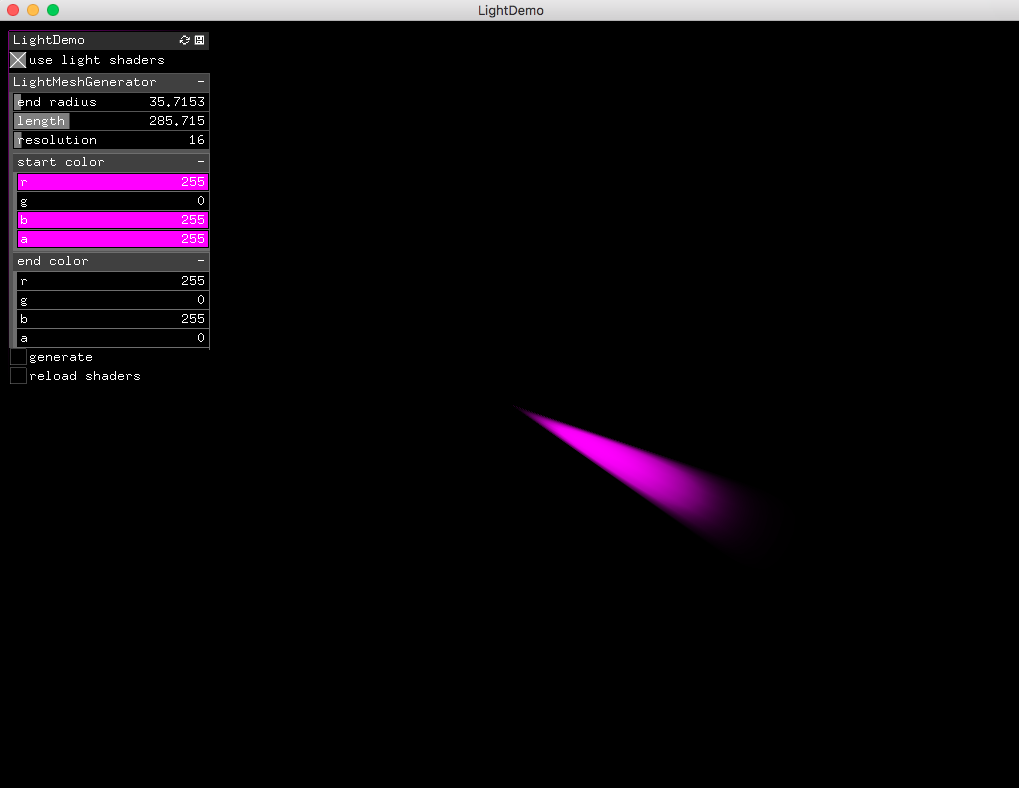 LightDemo
LightDemo
use light shaders
LightMeshGenerator -
end radius 35.7153
length 285.715
resolution 16
start color -
r 255
g 0
b 255
a 255
end color -
r 255
g 0
b 255
a 0
generate
reload shaders